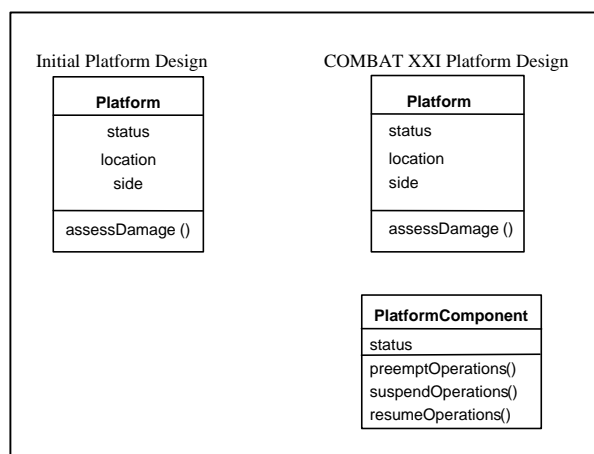 Initial Platform Design
Platform
status
location
side
assessDamage ()
COMBAT XXI Platform Design
Platform
status
location
side
assessDamage ()
PlatformComponent
status
preemptOperations()
suspendOperations()
resumeOperations()